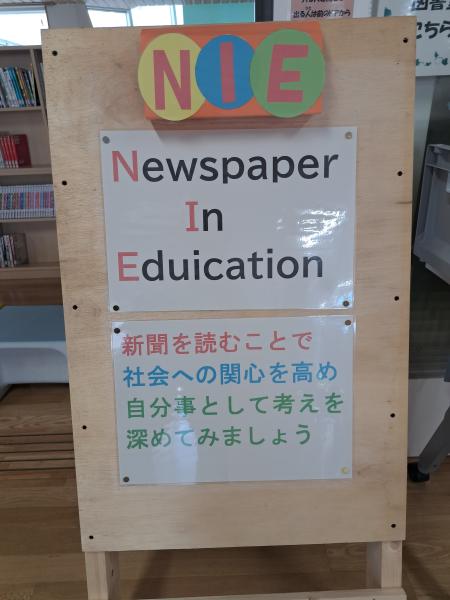 NIE
Newspaper
In
Eduication
新聞を読むことで
社会への関心を高め
自分事として考えを
深めてみましょう